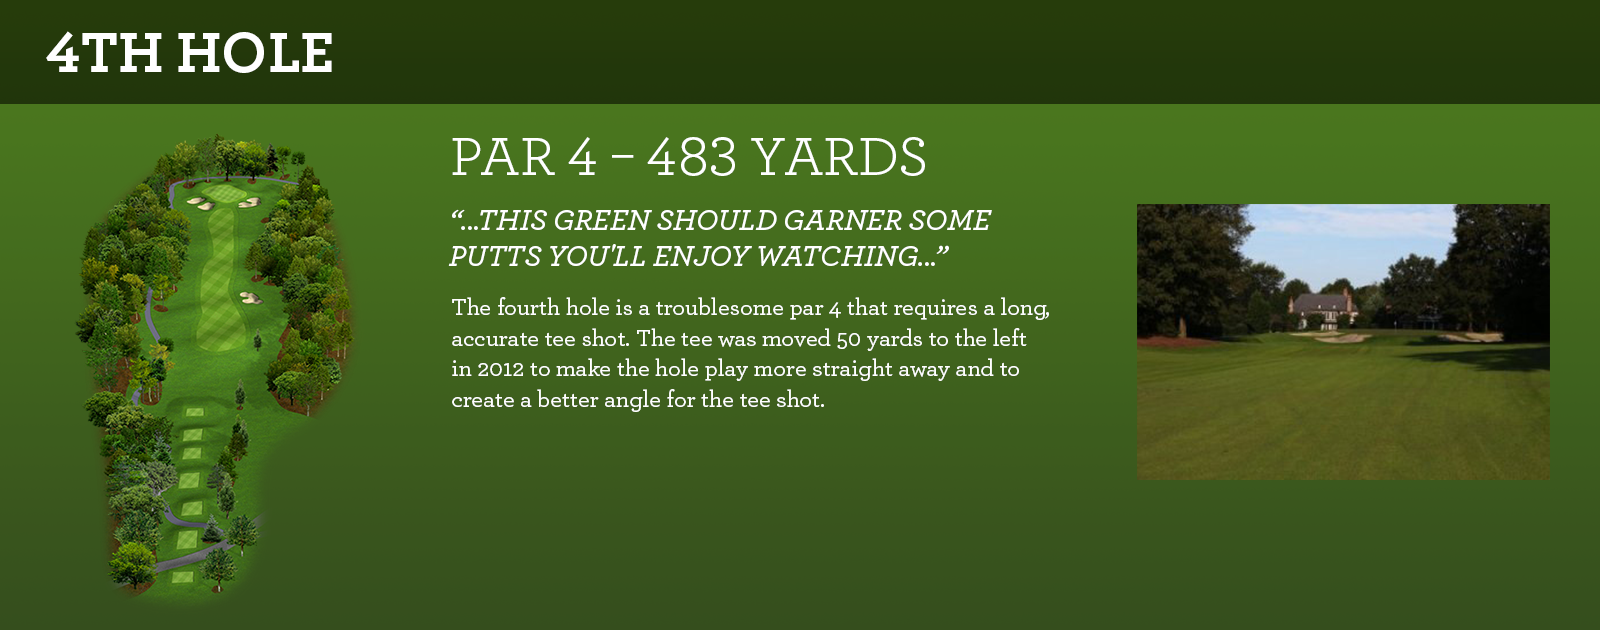 4TH HOLE
PAR 4 – 483 YARDS
“...THIS GREEN SHOULD GARNER SOME
PUTTS YOU'LL ENJOY WATCHING...”
The fourth hole is a troublesome par 4 that requires a long,
accurate tee shot. The tee was moved 50 yards to the left
in 2012 to make the hole play more straight away and to
create a better angle for the tee shot.